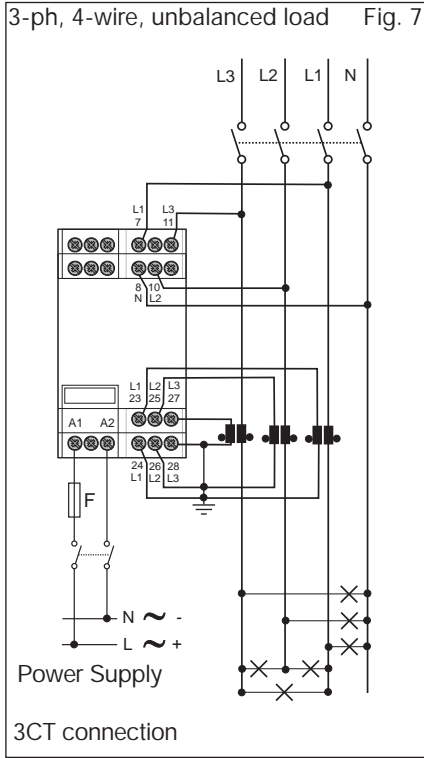 3-ph, 4-wire, unbalanced load Fig. 7
L3 L2 L1 N
L1 L3
7 11
8 10
N L2
L1 L2 L3
23 25 27
A1 A2
24 26 28
L1 L2 L3
F
N ~ -
L ~ +
Power Supply
3CT connection